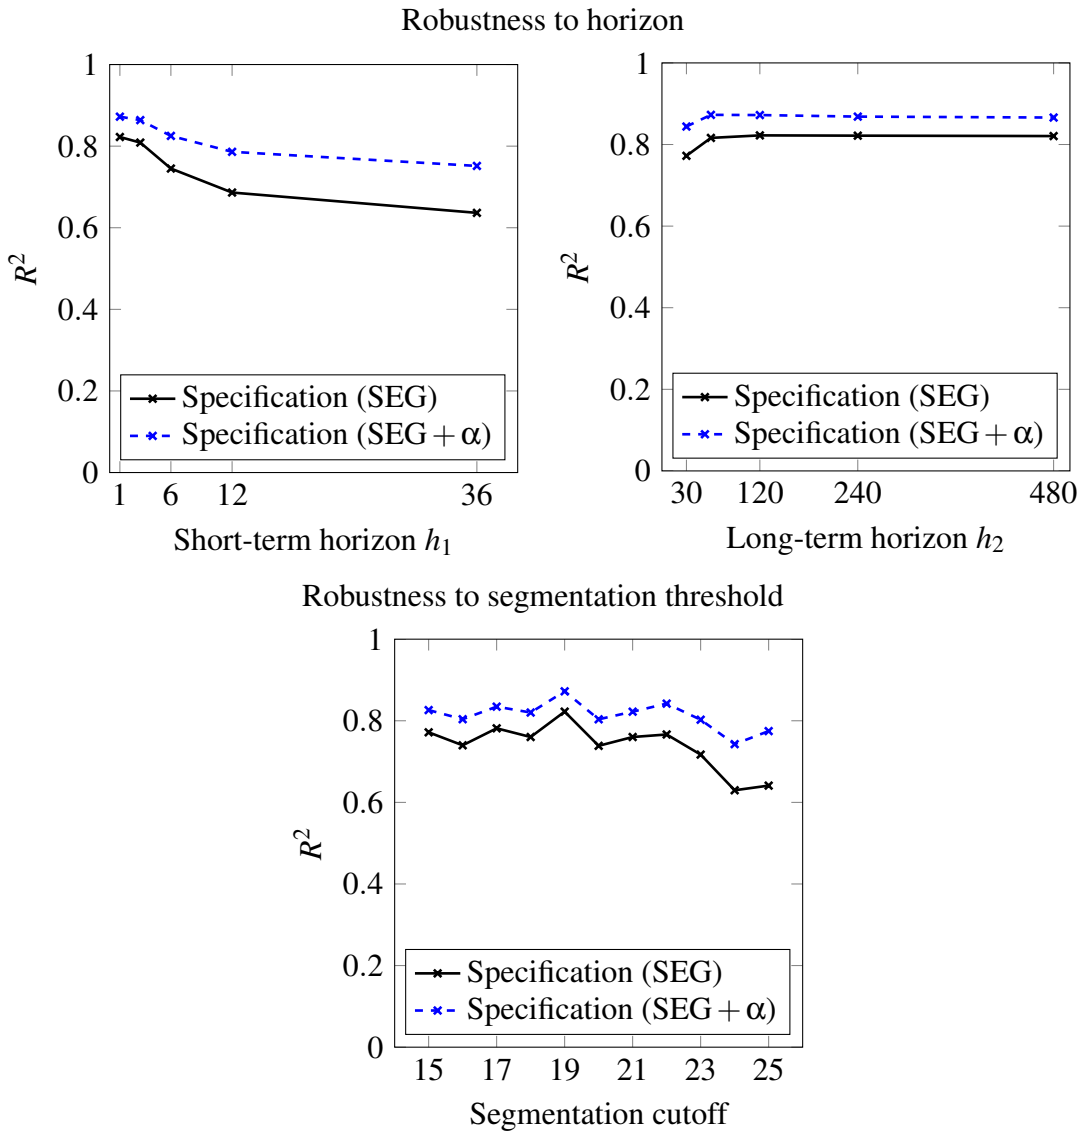 Robustness to horizon
1
0.8
0.6
0.4
0.2
0
R²
Specification (SEG)
Specification (SEG + α)
1 6 12 36
Short-term horizon h₁
1
0.8
0.6
0.4
0.2
0
R²
Specification (SEG)
Specification (SEG + α)
30 120 240 480
Long-term horizon h₂
Robustness to segmentation threshold
1
0.8
0.6
0.4
0.2
0
R²
Specification (SEG)
Specification (SEG + α)
15 17 19 21 23 25
Segmentation cutoff